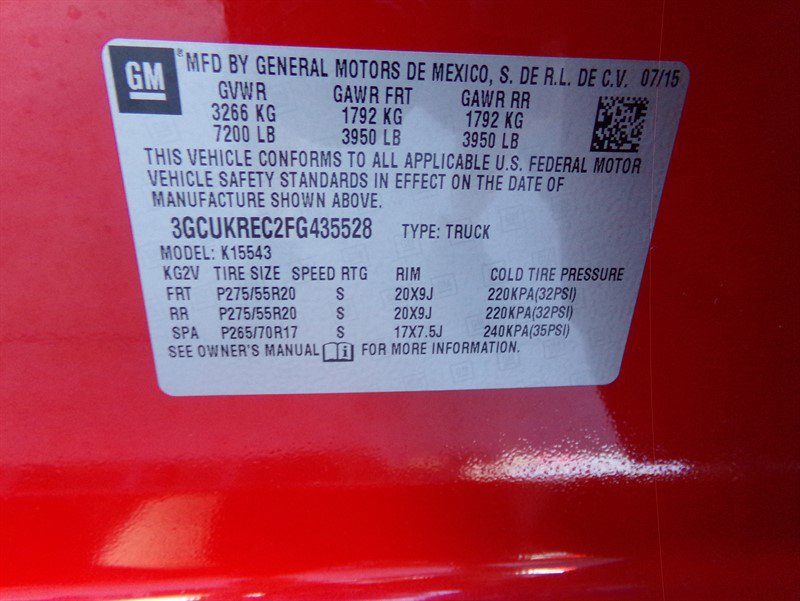 GM ® MFD BY GENERAL MOTORS DE MEXICO, S. DE R.L. DE C.V. 07/15
GVWR GAWR FRT GAWR RR
3266 KG 1792 KG 1792 KG
7200 LB 3950 LB 3950 LB
THIS VEHICLE CONFORMS TO ALL APPLICABLE U.S. FEDERAL MOTOR
VEHICLE SAFETY STANDARDS IN EFFECT ON THE DATE OF
MANUFACTURE SHOWN ABOVE.
3GCUKREC2FG435528 TYPE: TRUCK
MODEL: K15543
KG2V TIRE SIZE SPEED RTG RIM COLD TIRE PRESSURE
FRT P275/55R20 S 20X9J 220KPA(32PSI)
RR P275/55R20 S 20X9J 220KPA(32PSI)
SPA P265/70R17 S 17X7.5J 240KPA(35PSI)
SEE OWNER'S MANUAL FOR MORE INFORMATION.